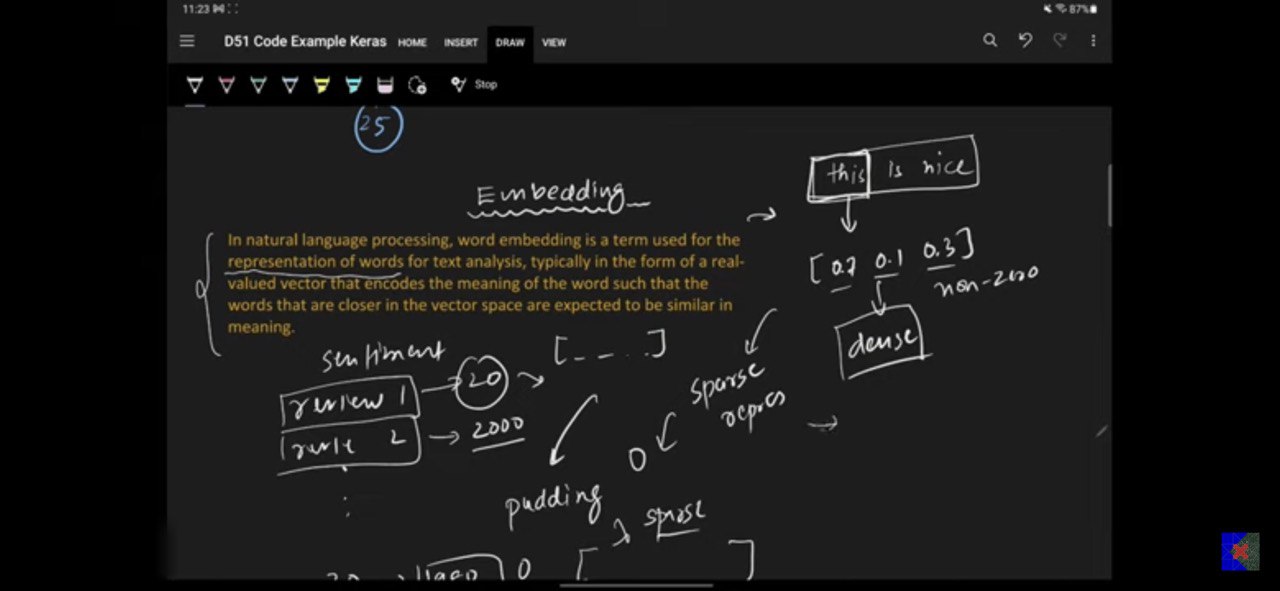 11:23
87%
D51 Code Example Keras HOME INSERT DRAW VIEW
Stop
25
this is nice
Embedding
In natural language processing, word embedding is a term used for the
representation of words for text analysis, typically in the form of a real-
valued vector that encodes the meaning of the word such that the
words that are closer in the vector space are expected to be similar in
meaning.
[0.7 0.1 0.3]
non-zero
dense
sentiment
[- - . . .]
review 1 → 20
2 → 2000
sparse
repres
0
pudding
sparse
0 [ ]